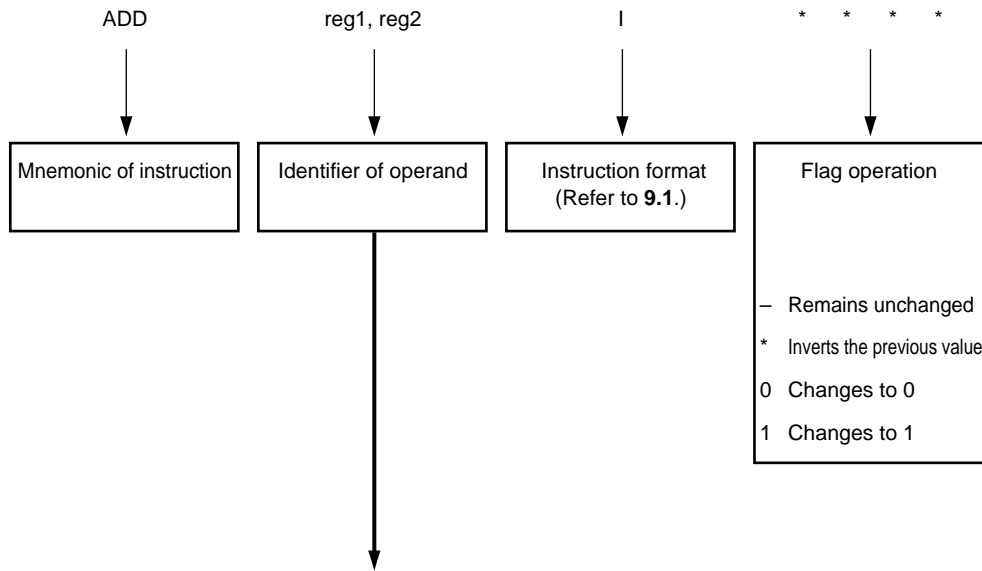 ADD reg1, reg2 I * * * *
Mnemonic of instruction
Identifier of operand
Instruction format
(Refer to 9.1.)
Flag operation
– Remains unchanged
* Inverts the previous value
0 Changes to 0
1 Changes to 1